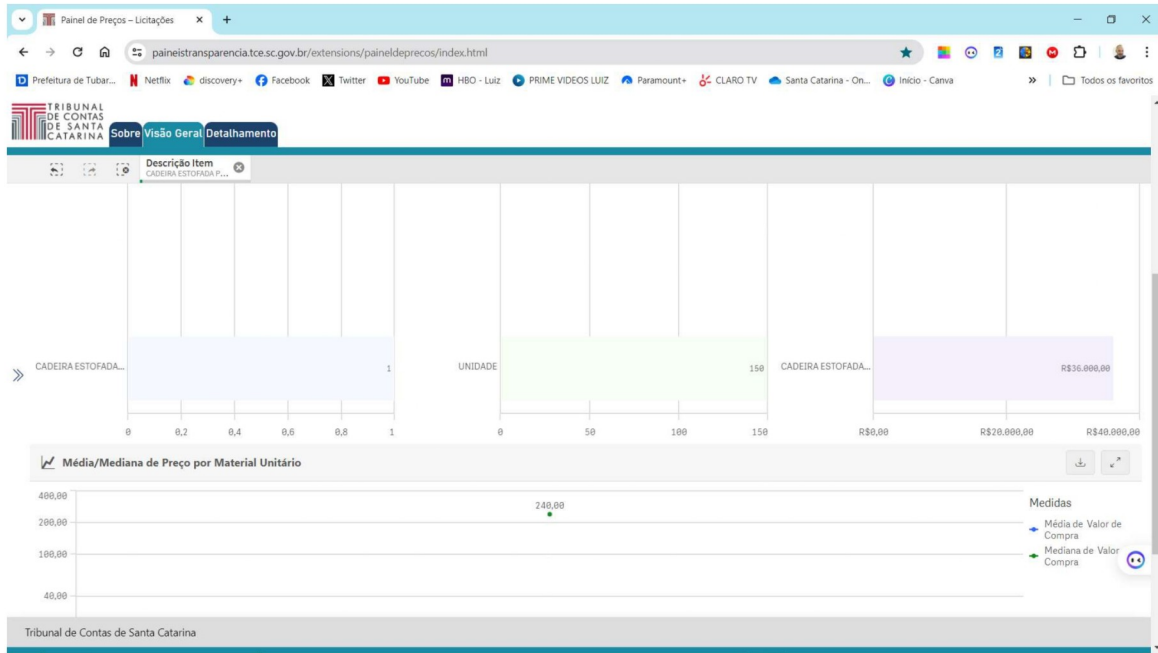 Painel de Preços – Licitações
paineistransparencia.tce.sc.gov.br/extensions/paineldeprecos/index.html
Prefeitura de Tubar... Netflix discovery+ Facebook Twitter YouTube HBO - Luiz PRIME VIDEOS LUIZ Paramount+ CLARO TV Santa Catarina - On... Início - Canva » Todos os favoritos
TRIBUNAL
DE CONTAS
DE SANTA
CATARINA
Sobre Visão Geral Detalhamento
Descrição Item
CADEIRA ESTOFADA P...
CADEIRA ESTOFADA... 1 UNIDADE 150 CADEIRA ESTOFADA... R$36.000,00
0 0,2 0,4 0,6 0,8 1 0 50 100 150 R$0,00 R$20.000,00 R$40.000,00
Média/Mediana de Preço por Material Unitário
400,00
200,00
100,00
40,00
240,00
Medidas
Média de Valor de
Compra
Mediana de Valor
Compra
Tribunal de Contas de Santa Catarina